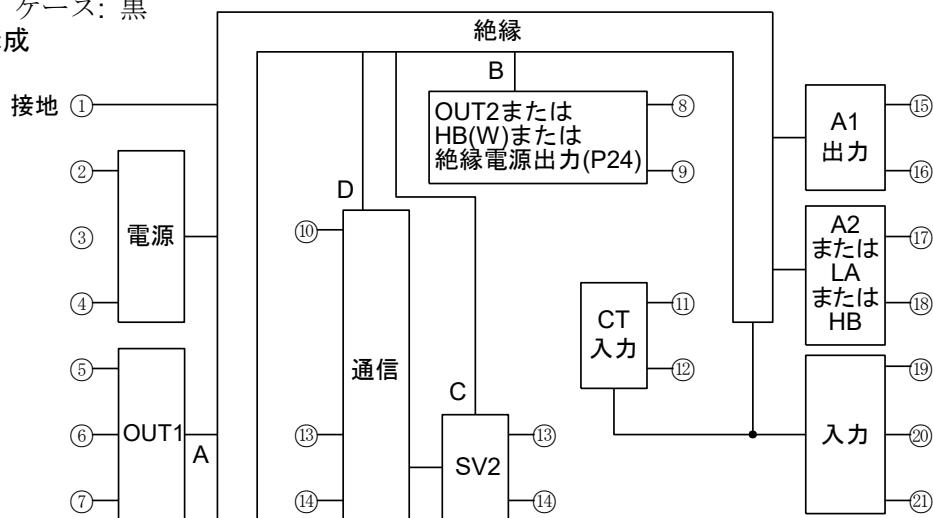 ケース: 黒
成
絶縁
接地 ①
②
③
④
電源
⑤
⑥
⑦
OUT1
A
B
OUT2または
HB(W)または
絶縁電源出力(P24)
⑧
⑨
D
⑩
通信
⑬
⑭
C
SV2
⑬
⑭
CT
入力
⑪
⑫
A1
出力
⑮
⑯
A2
または
LA
または
HB
⑰
⑱
入力
⑲
⑳
㉑